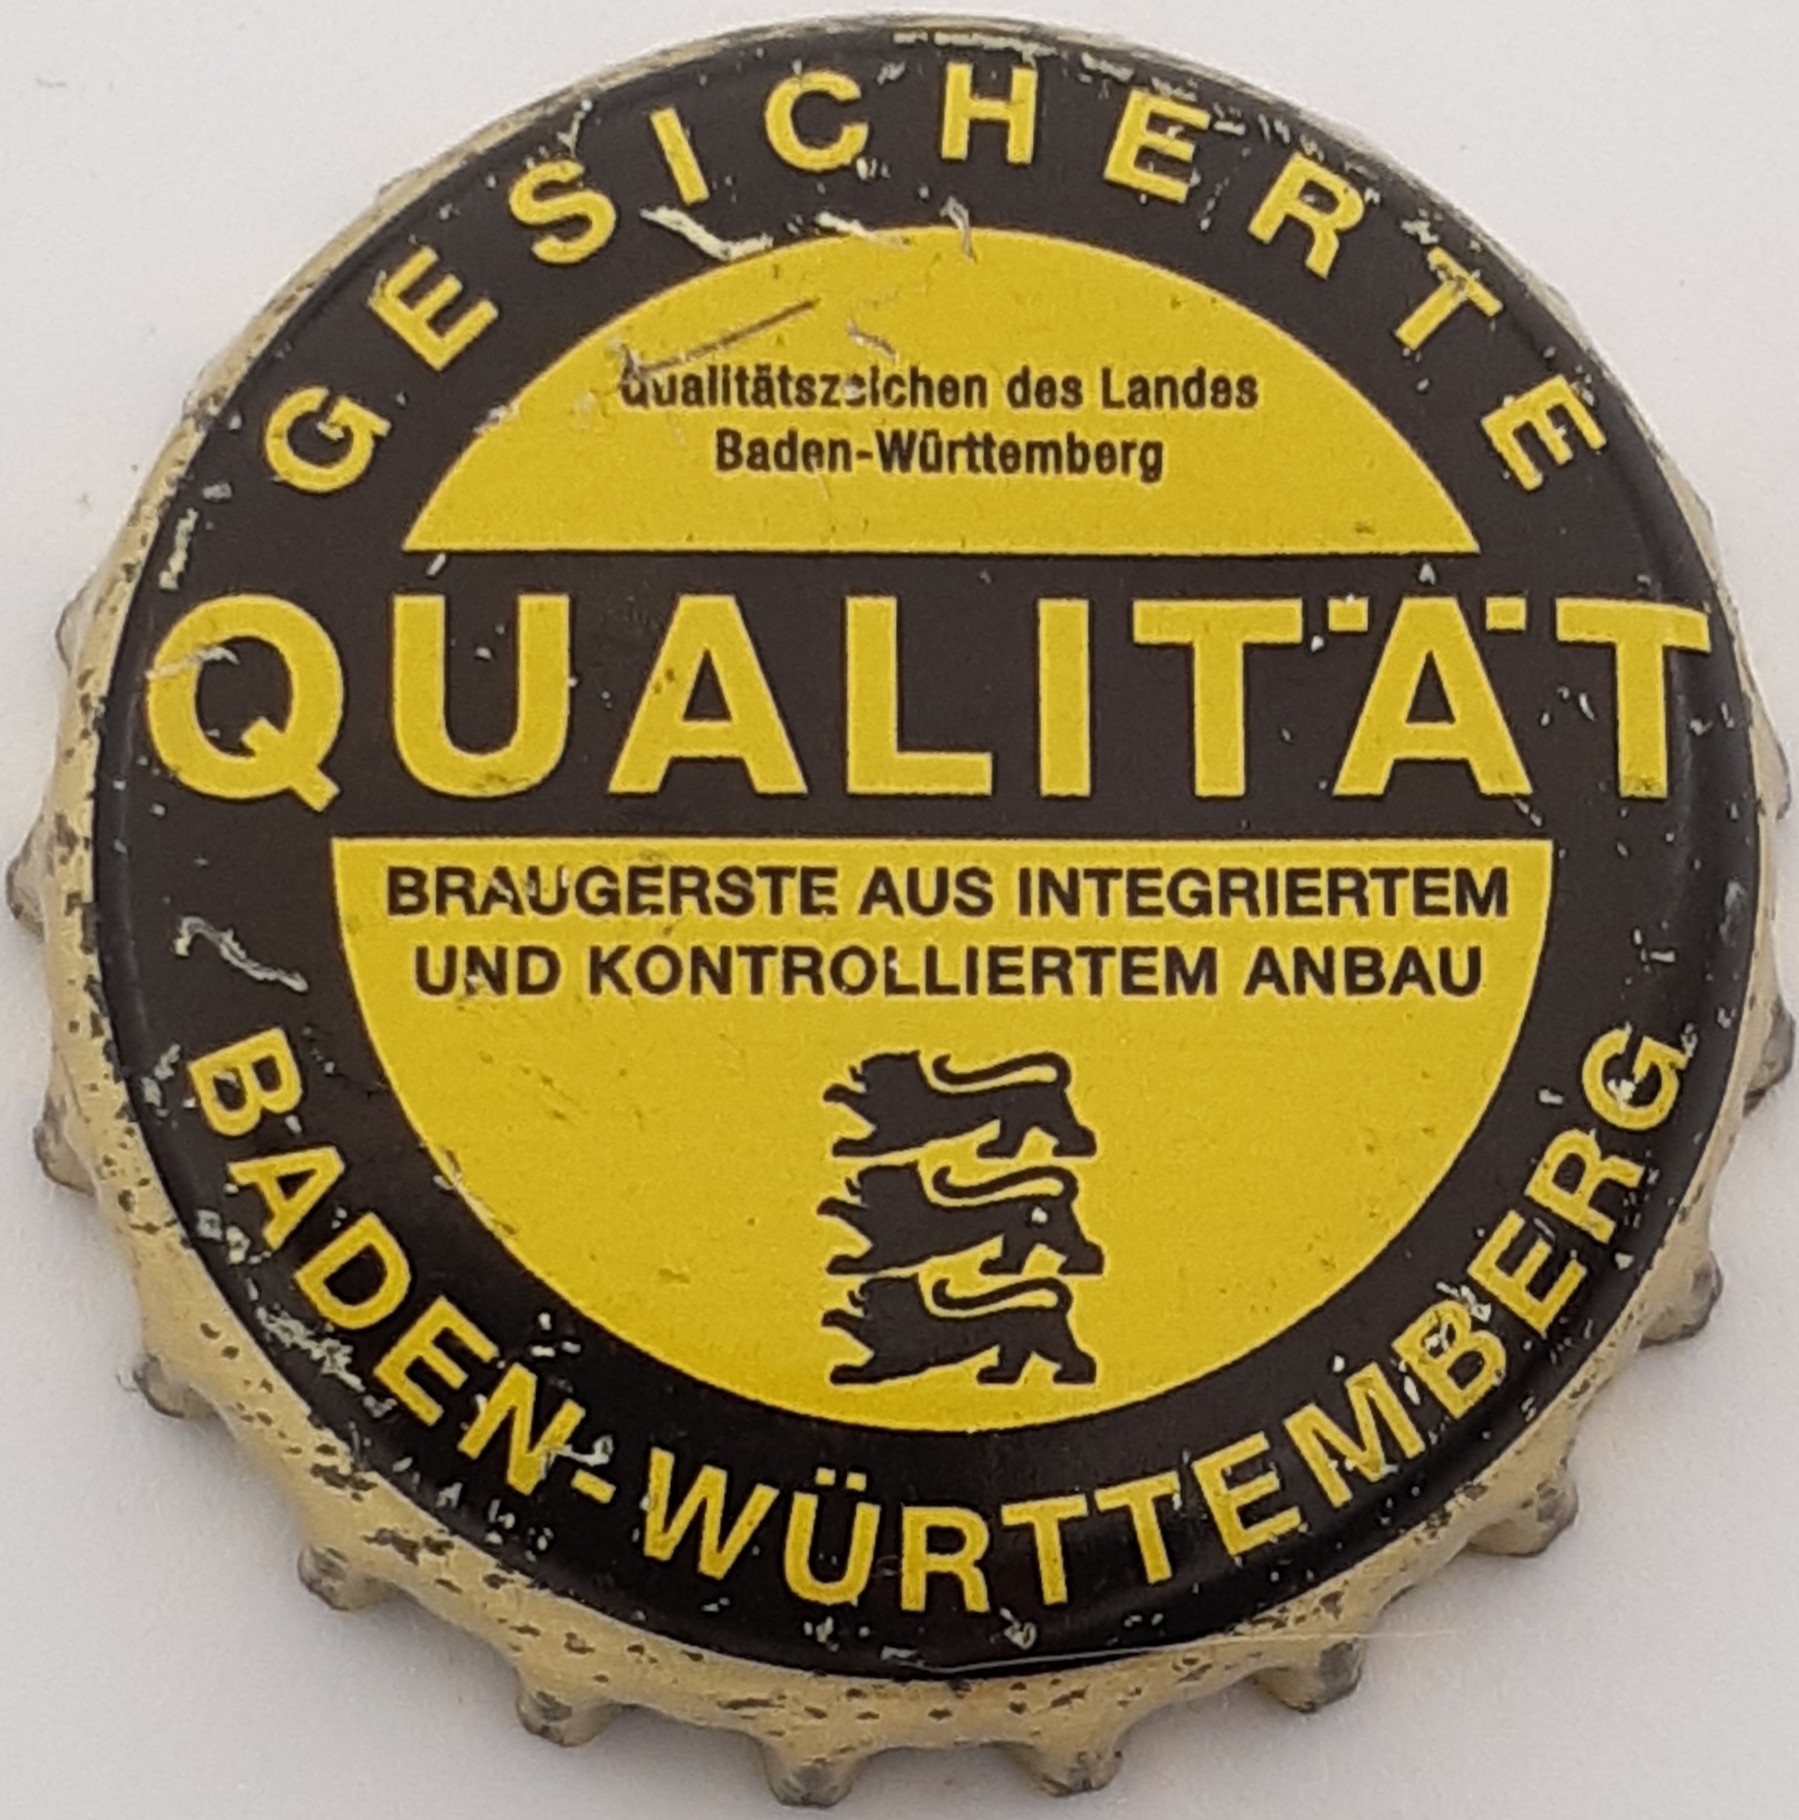 GESICHERTE
Qualitätszeichen des Landes
Baden-Württemberg
QUALITÄT
BRAUGERSTE AUS INTEGRIERTEM
UND KONTROLLIERTEM ANBAU
BADEN-WÜRTTEMBERG